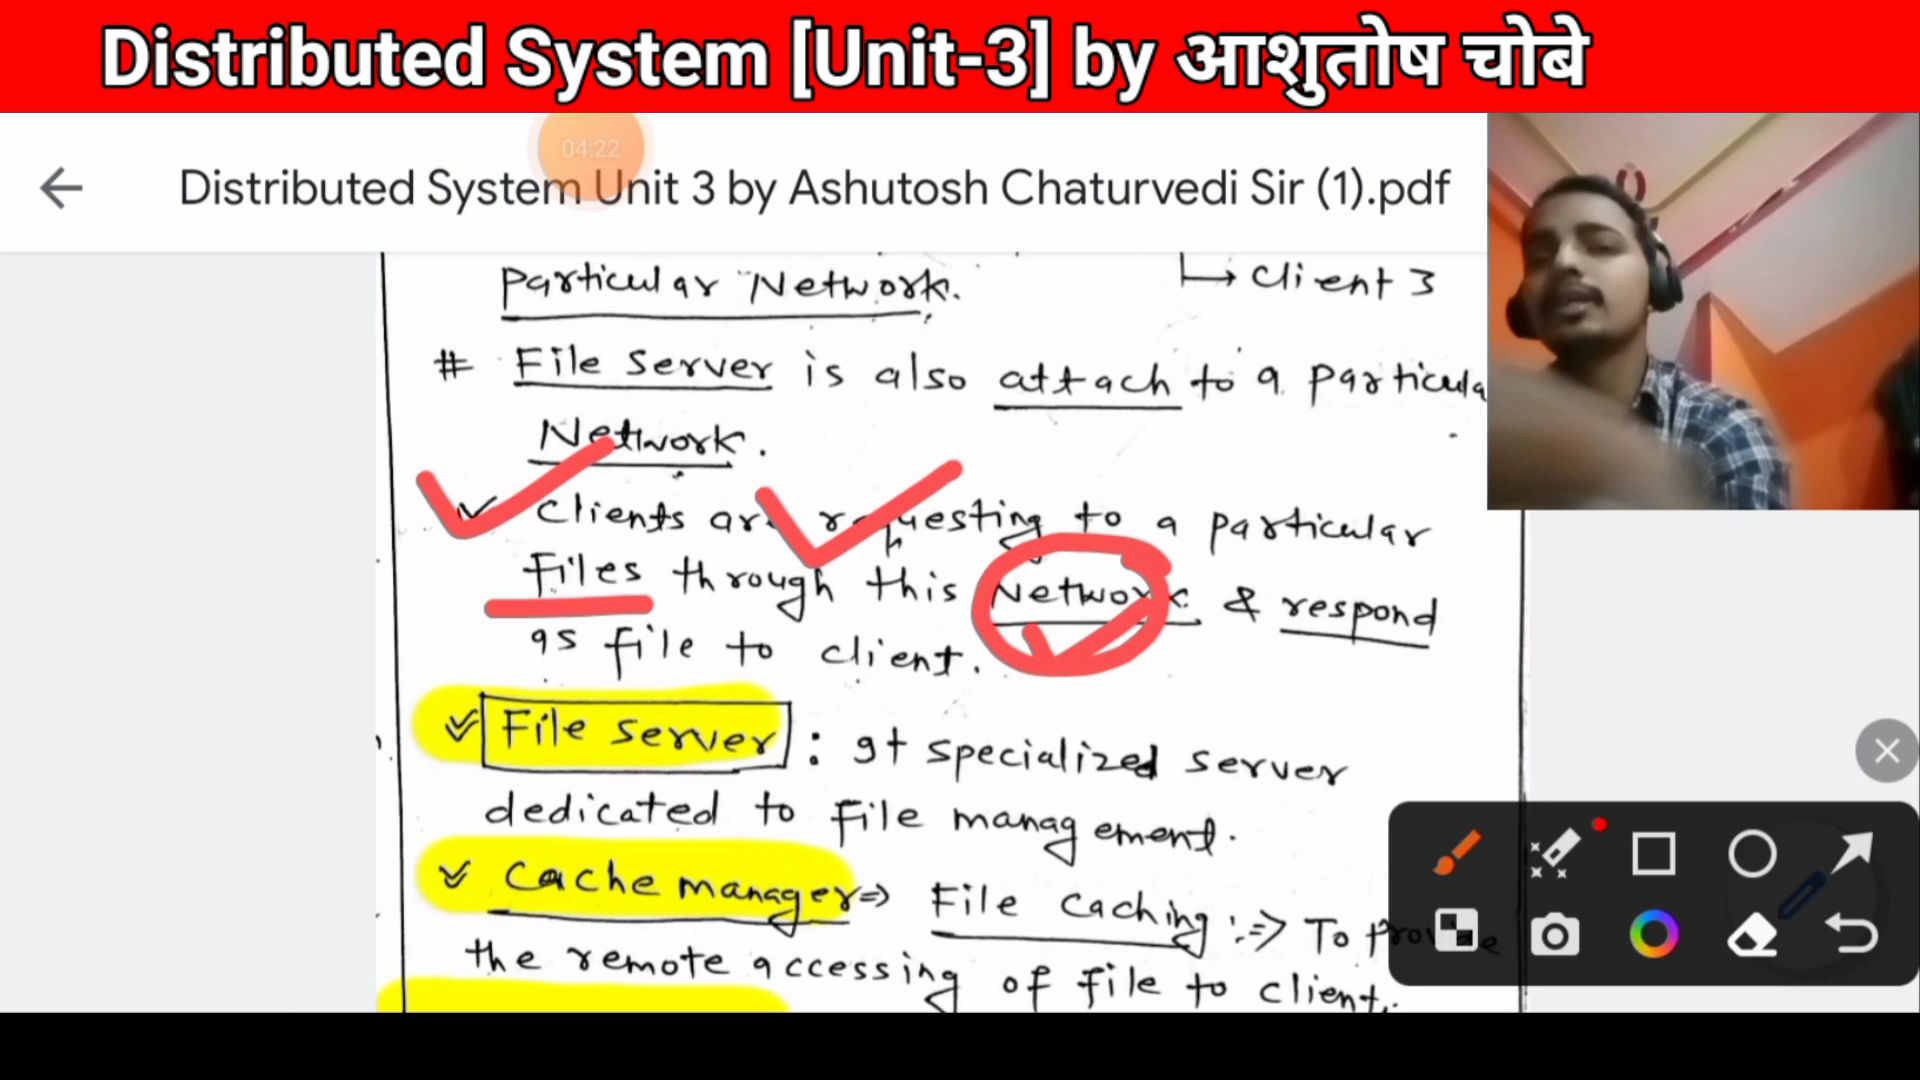 Distributed System [Unit-3] by आशुतोष चोबे
04:22
Distributed System Unit 3 by Ashutosh Chaturvedi Sir (1).pdf
Particular Network.
→ Client 3
# File Server is also attach to a particula
Network.
✓ Clients are requesting to a particular
Files through this Network & respond
as file to client.
File server : It specialized server
dedicated to File management.
Cache manager ⇒ File Caching :⇒ To provide
the remote accessing of file to client.